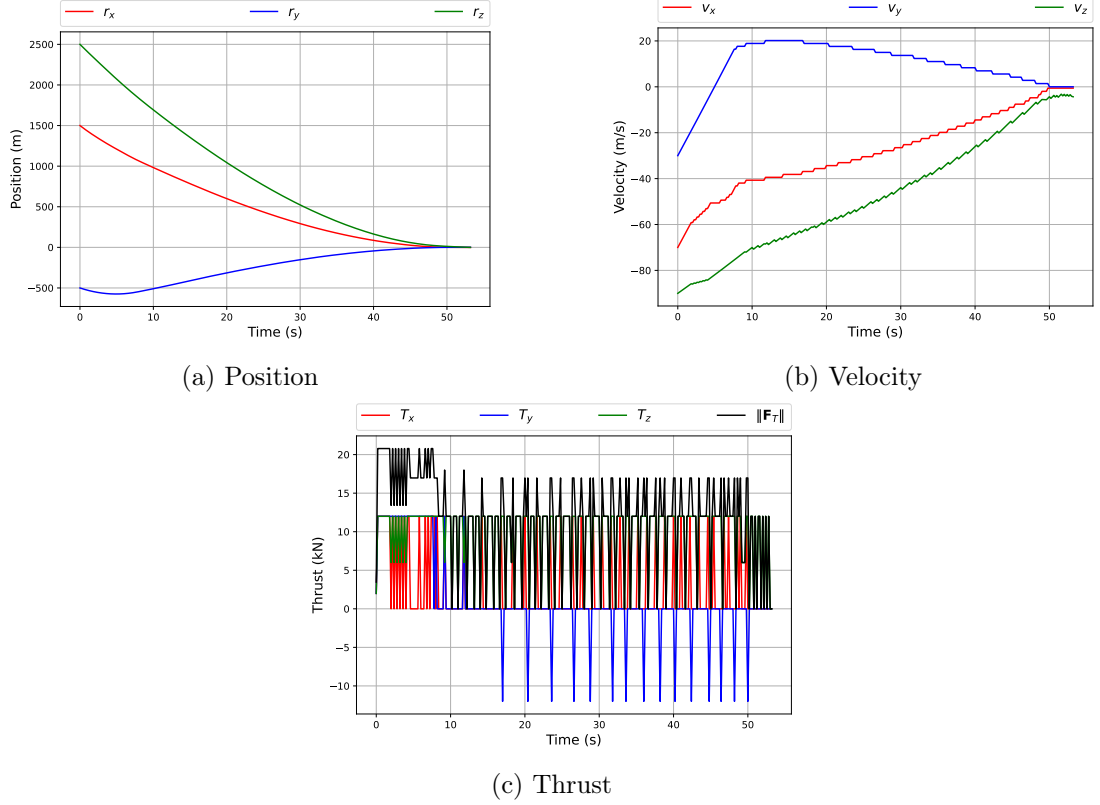 r_x r_y r_z
2500
2000
1500
1000
500
0
−500
Position (m)
0 10 20 30 40 50
Time (s)
(a) Position
v_x v_y v_z
20
0
−20
−40
−60
−80
Velocity (m/s)
0 10 20 30 40 50
Time (s)
(b) Velocity
T_x T_y T_z ‖F_T‖
20
15
10
5
0
−5
−10
Thrust (kN)
0 10 20 30 40 50
Time (s)
(c) Thrust